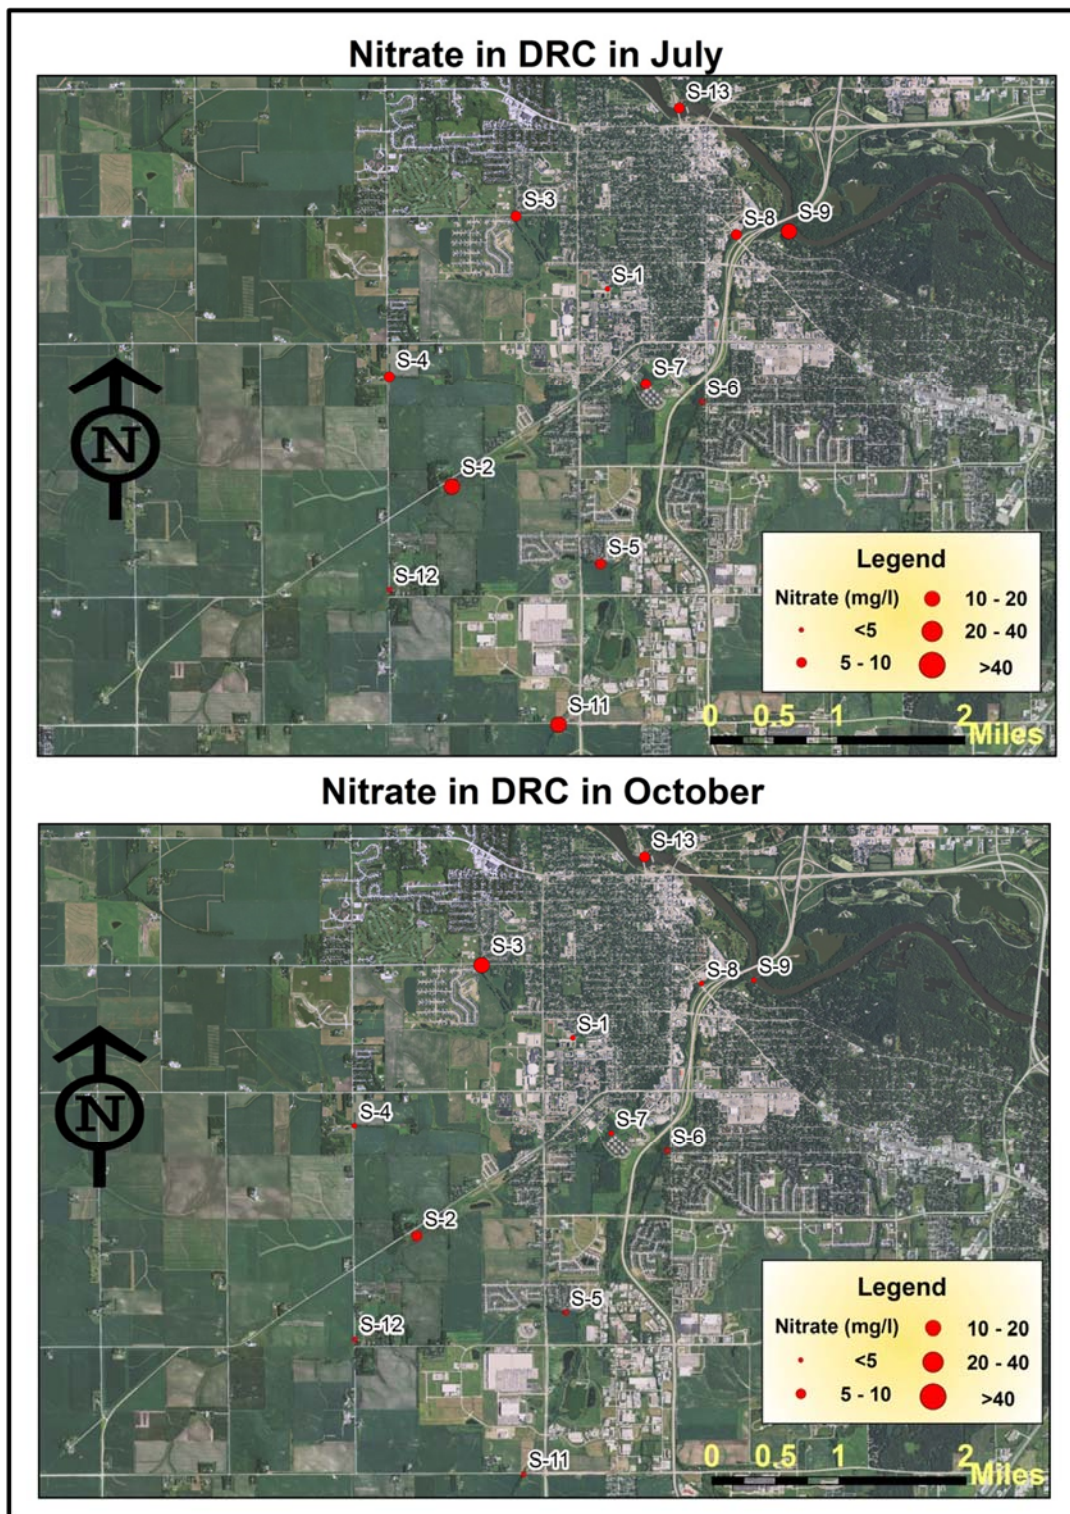 Nitrate in DRC in July
S-13
S-3
S-8
S-9
S-1
S-4
S-7
S-6
N
S-2
S-5
S-12
S-11
Legend
Nitrate (mg/l)
<5
5 - 10
10 - 20
20 - 40
>40
0 0.5 1 2
Miles
Nitrate in DRC in October
S-13
S-3
S-8
S-9
S-1
N
S-4
S-7
S-6
S-2
S-5
S-12
S-11
Legend
Nitrate (mg/l)
<5
5 - 10
10 - 20
20 - 40
>40
0 0.5 1 2
Miles